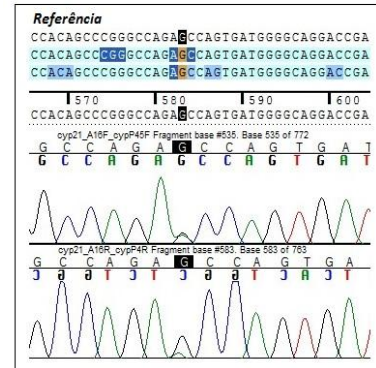 Referência
CCACAGCCCGGGCCAGAGCCAGTGATGGGGCAGGACCGA
CCACAGCCCGGGCCAGAGCCAGTGATGGGGCAGGACCGA
CCACAGCCCGGGCCAGAGCCAGTGATGGGGCAGGACCGA
570 580 590 600
CCACAGCCCGGGCCAGAGCCAGTGATGGGGCAGGACCGA
cyp21_A16F_cypP45F Fragment base #535. Base 535 of 772
G C C A G A G C C A G T G A T
G C C A G A G C C A G T G A T
cyp21_A16R_cypP4R Fragment base #583. Base 583 of 763
G C C A G A G C C A G T G A
C G G T C T C G G T C A C T